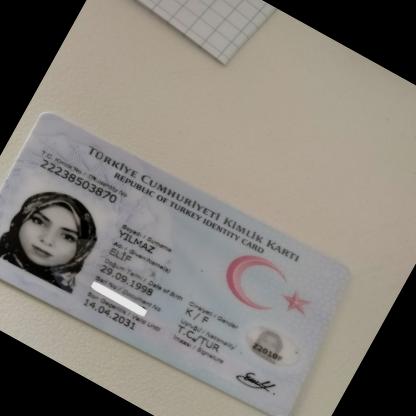 TÜRKİYE CUMHURİYETİ KİMLİK KARTI
REPUBLIC OF TURKEY IDENTITY CARD
T.C. Kimlik No / TR Identity No
22238503870
Soyadı / Surname
YILMAZ
Adı / Given Name(s)
ELİF
Doğum Tarihi / Date of Birth
29.09.1998
Cinsiyeti / Gender
K / F
Seri No / Document No
Uyruğu / Nationality
T.C./TUR
Son Geçerlilik / Valid Until
14.04.2031
İmzası / Signature